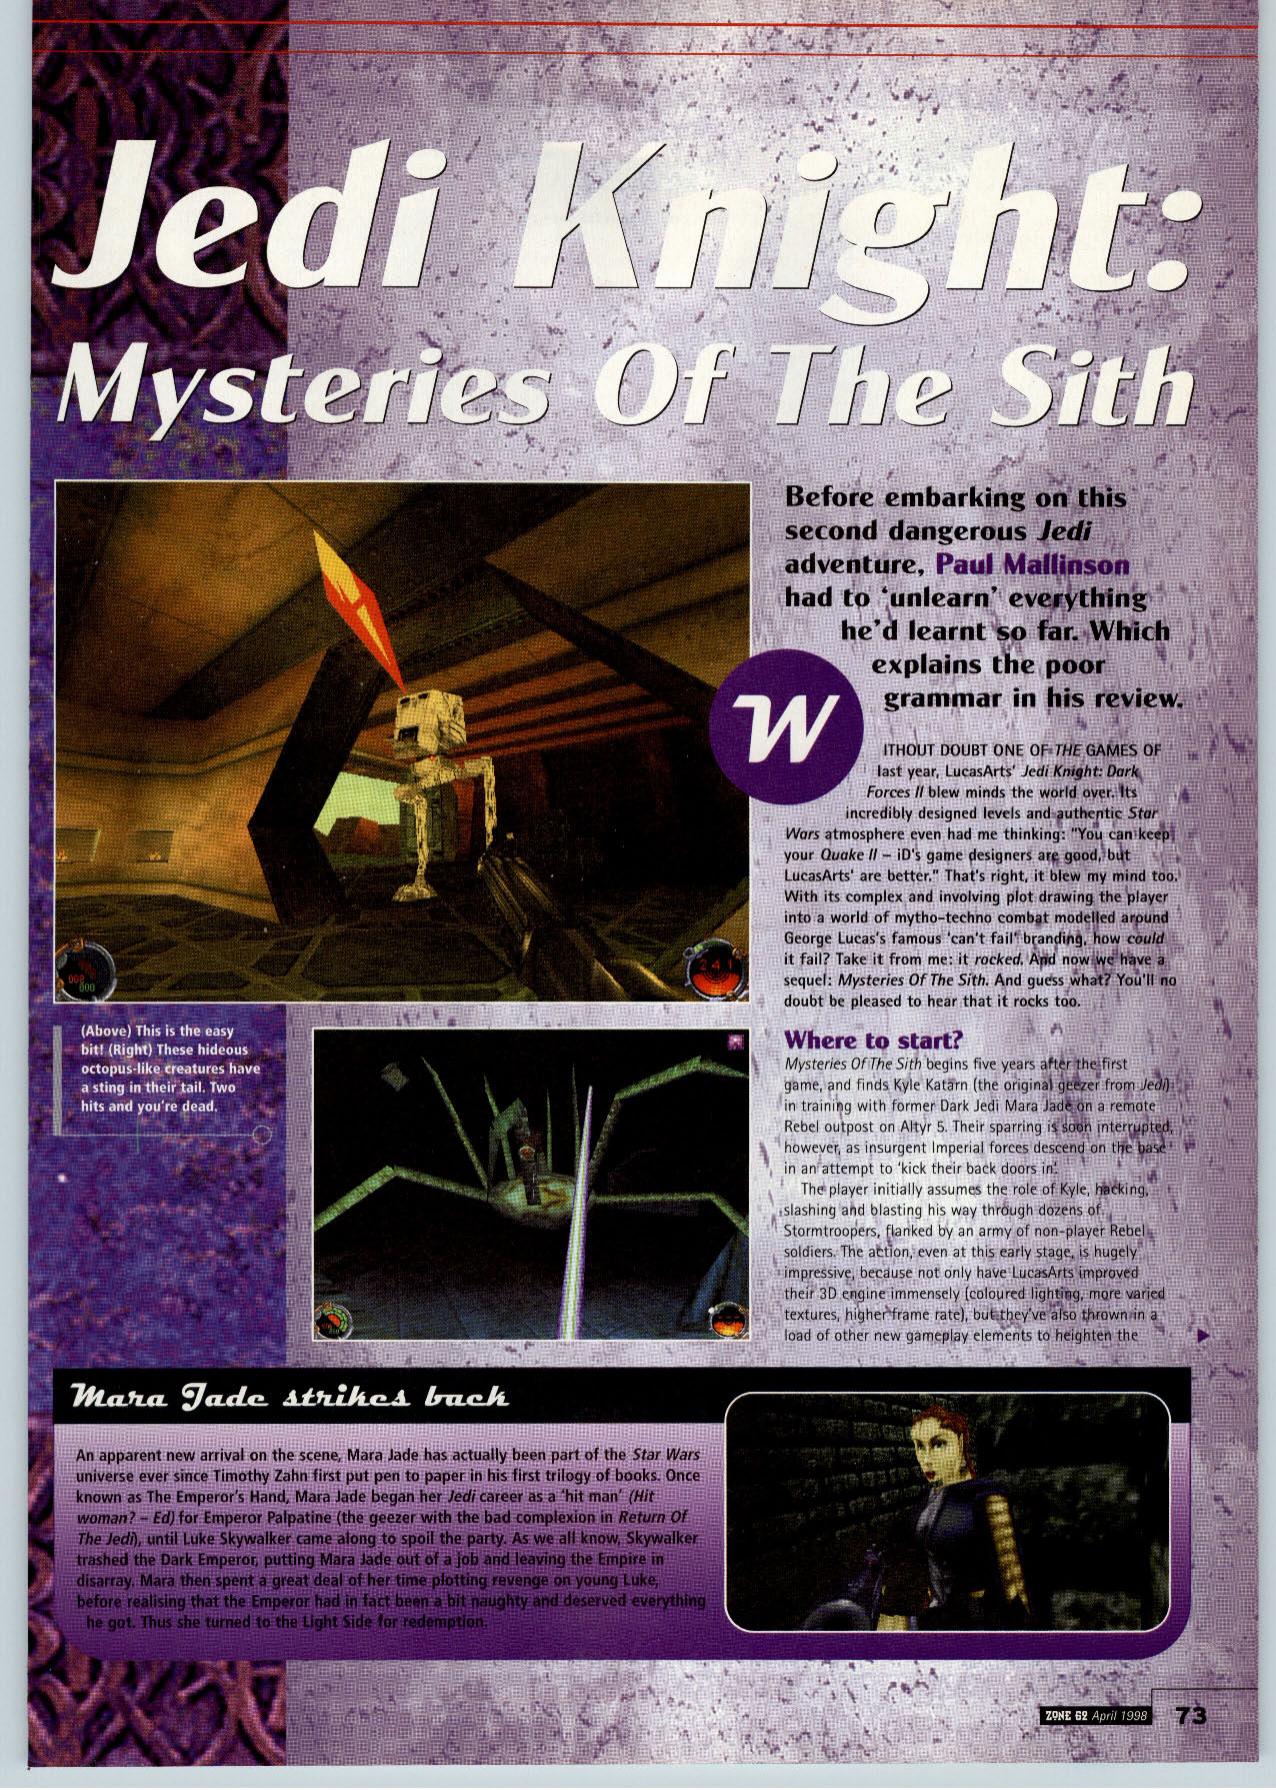 Jedi Knight:
Mysteries Of The Sith
Before embarking on this
second dangerous Jedi
adventure, Paul Mallinson
had to ‘unlearn’ everything
he’d learnt so far. Which
explains the poor
grammar in his review.
W
ITHOUT DOUBT ONE OF THE GAMES OF
last year, LucasArts’ Jedi Knight: Dark
Forces II blew minds the world over. Its
incredibly designed levels and authentic Star
Wars atmosphere even had me thinking: "You can keep
your Quake II – iD's game designers are good, but
LucasArts' are better." That's right, it blew my mind too.
With its complex and involving plot drawing the player
into a world of mytho-techno combat modelled around
George Lucas's famous 'can't fail' branding, how could
it fail? Take it from me: it rocked. And now we have a
sequel: Mysteries Of The Sith. And guess what? You'll no
doubt be pleased to hear that it rocks too.
Where to start?
Mysteries Of The Sith begins five years after the first
game, and finds Kyle Katarn (the original geezer from Jedi)
in training with former Dark Jedi Mara Jade on a remote
Rebel outpost on Altyr 5. Their sparring is soon interrupted,
however, as insurgent Imperial forces descend on the base
in an attempt to 'kick their back doors in'.
The player initially assumes the role of Kyle, hacking,
slashing and blasting his way through dozens of
Stormtroopers, flanked by an army of non-player Rebel
soldiers. The action, even at this early stage, is hugely
impressive, because not only have LucasArts improved
their 3D engine immensely (coloured lighting, more varied
textures, higher frame rate), but they've also thrown in a
load of other new gameplay elements to heighten the
(Above) This is the easy
bit! (Right) These hideous
octopus-like creatures have
a sting in their tail. Two
hits and you're dead.
Mara Jade strikes back
An apparent new arrival on the scene, Mara Jade has actually been part of the Star Wars
universe ever since Timothy Zahn first put pen to paper in his first trilogy of books. Once
known as The Emperor's Hand, Mara Jade began her Jedi career as a 'hit man' (Hit
woman? – Ed) for Emperor Palpatine (the geezer with the bad complexion in Return Of
The Jedi), until Luke Skywalker came along to spoil the party. As we all know, Skywalker
trashed the Dark Emperor, putting Mara Jade out of a job and leaving the Empire in
disarray. Mara then spent a great deal of her time plotting revenge on young Luke,
before realising that the Emperor had in fact been a bit naughty and deserved everything
he got. Thus she turned to the Light Side for redemption.
ZONE 62 April 1998 73